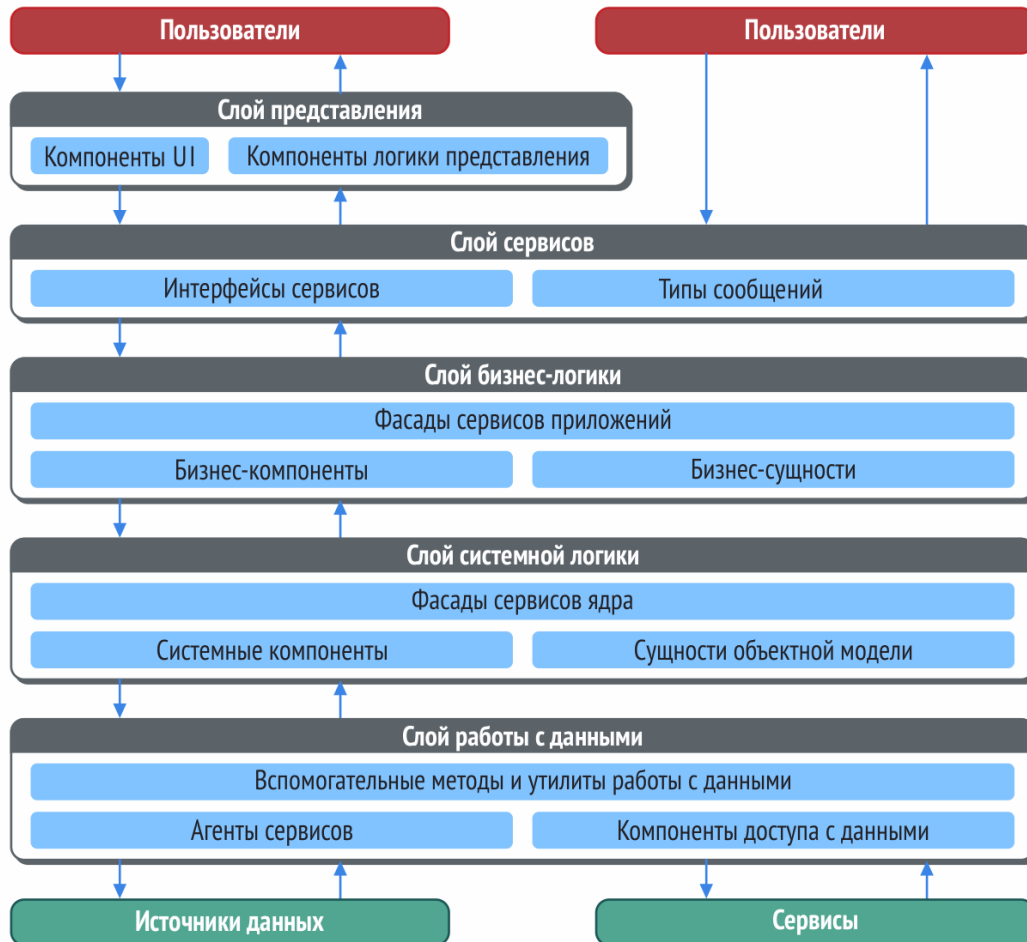 Пользователи
Пользователи
Слой представления
Компоненты UI
Компоненты логики представления
Слой сервисов
Интерфейсы сервисов
Типы сообщений
Слой бизнес-логики
Фасады сервисов приложений
Бизнес-компоненты
Бизнес-сущности
Слой системной логики
Фасады сервисов ядра
Системные компоненты
Сущности объектной модели
Слой работы с данными
Вспомогательные методы и утилиты работы с данными
Агенты сервисов
Компоненты доступа с данными
Источники данных
Сервисы